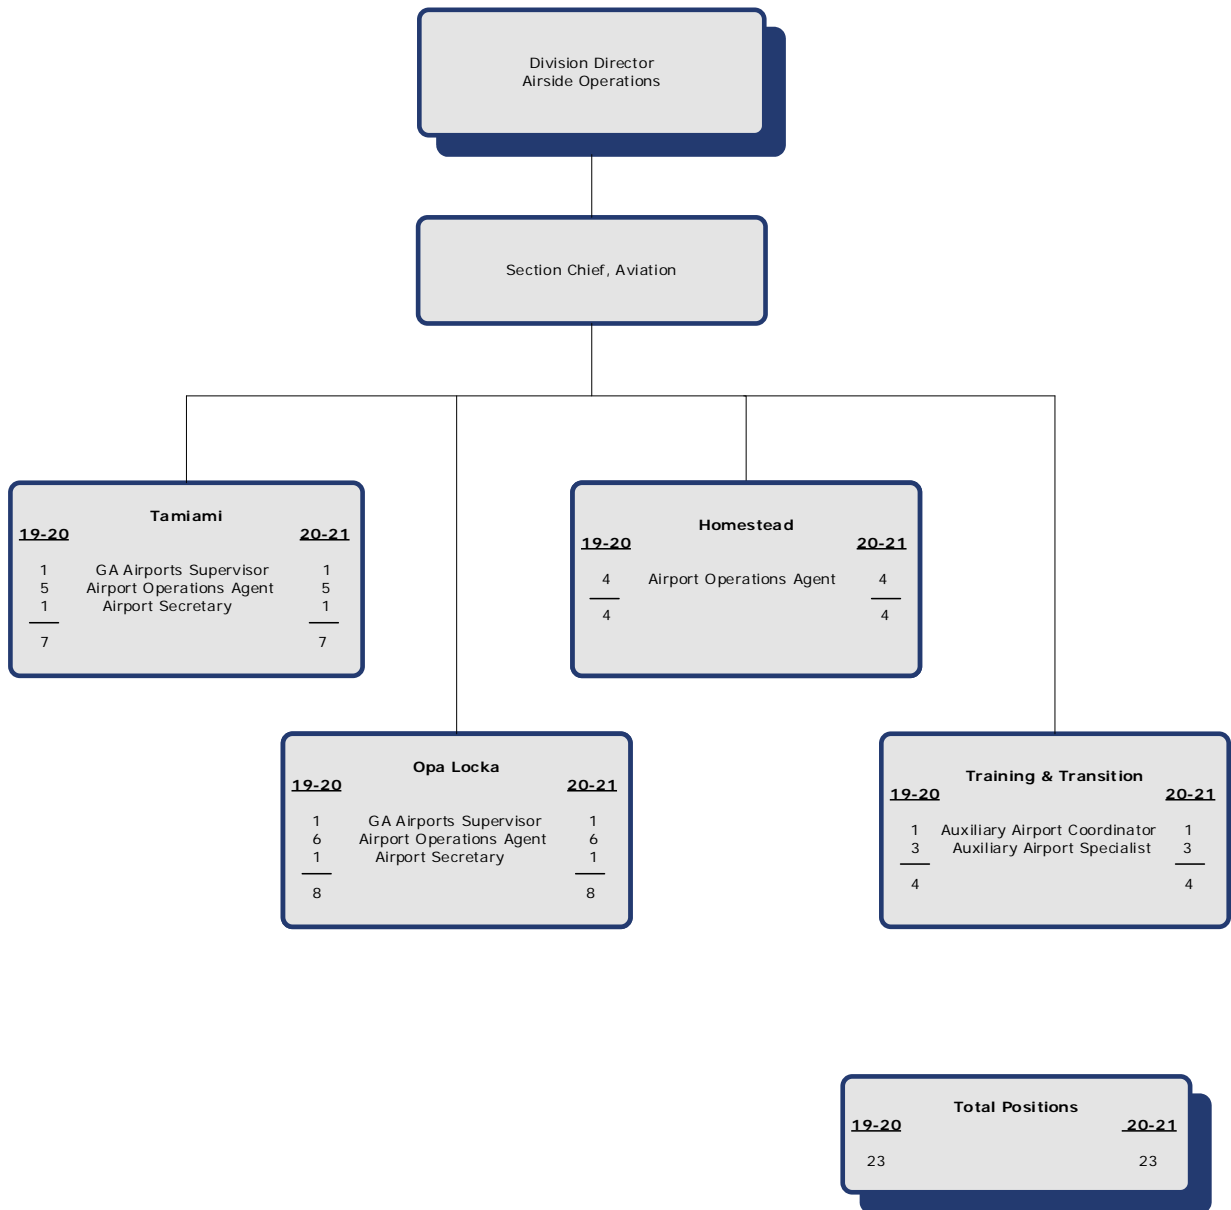 Division Director
Airside Operations
Section Chief, Aviation
Tamiami
19-20 20-21
1 GA Airports Supervisor 1
5 Airport Operations Agent 5
1 Airport Secretary 1
7 7
Homestead
19-20 20-21
4 Airport Operations Agent 4
4 4
Opa Locka
19-20 20-21
1 GA Airports Supervisor 1
6 Airport Operations Agent 6
1 Airport Secretary 1
8 8
Training & Transition
19-20 20-21
1 Auxiliary Airport Coordinator 1
3 Auxiliary Airport Specialist 3
4 4
Total Positions
19-20 20-21
23 23